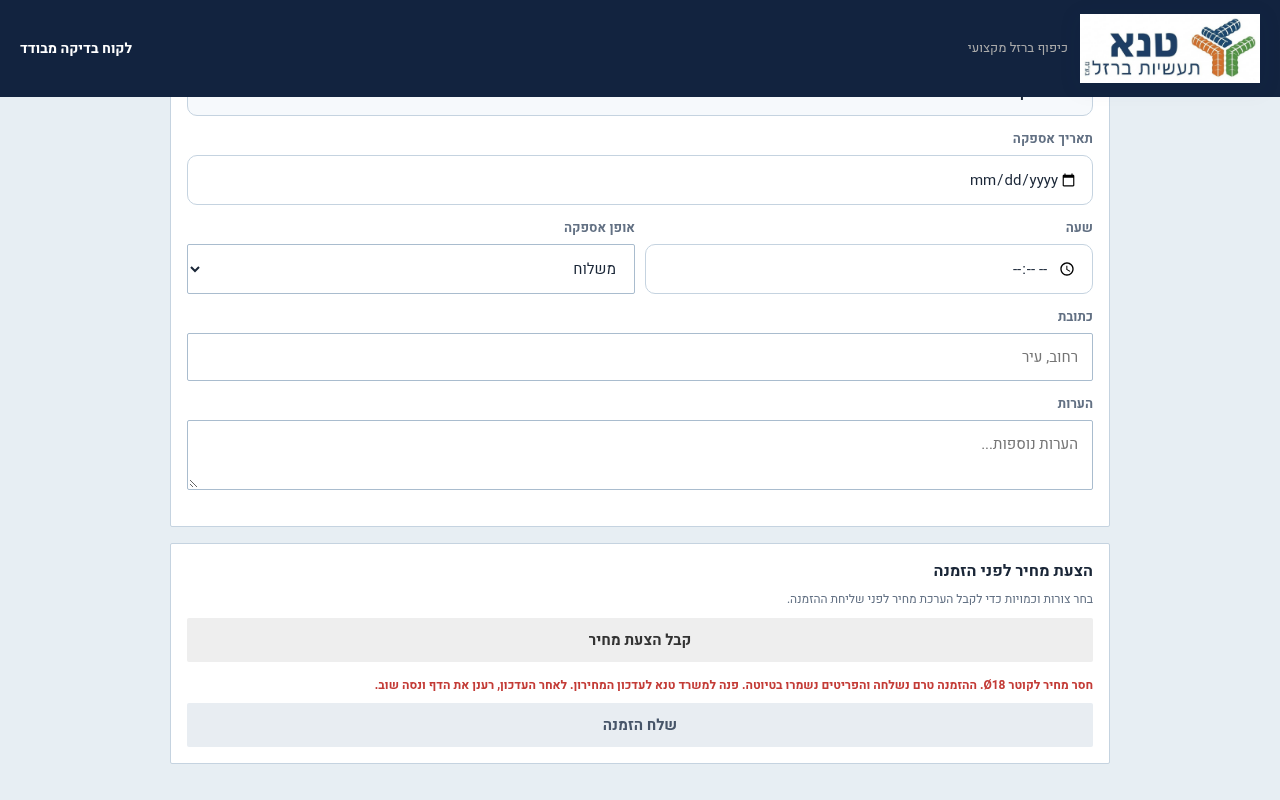 טנא
תעשיות ברזל
כיפוף ברזל מקצועי
לקוח בדיקה מבודד
תאריך אספקה
mm/dd/yyyy
שעה
אופן אספקה
--:-- --
משלוח
כתובת
רחוב, עיר
הערות
הערות נוספות...
הצעת מחיר לפני הזמנה
בחר צורות וכמויות כדי לקבל הערכת מחיר לפני שליחת ההזמנה.
קבל הצעת מחיר
חסר מחיר לקוטר Ø18. ההזמנה טרם נשלחה והפריטים נשמרו בטיוטה. פנה למשרד טנא לעדכון המחירון. לאחר העדכון, רענן את הדף ונסה שוב.
שלח הזמנה